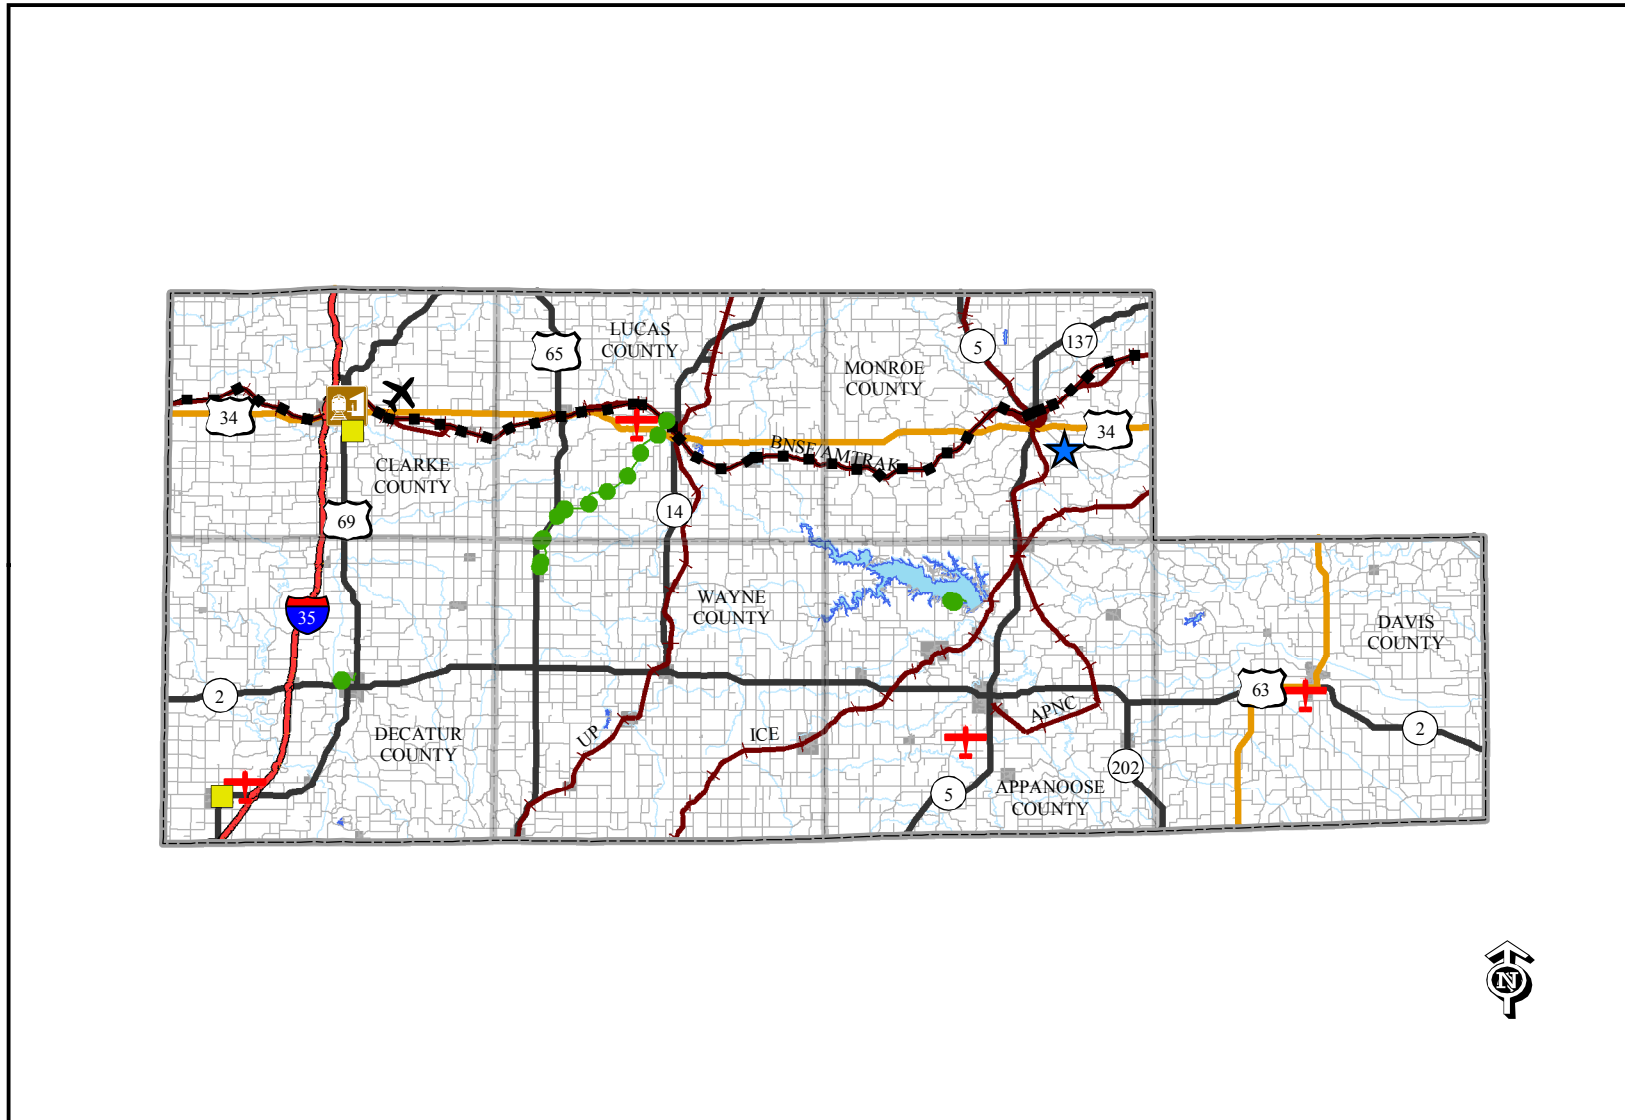 LUCAS
COUNTY
65
5
137
MONROE
COUNTY
34
34
BNSF/AMTRAK
CLARKE
COUNTY
69
14
WAYNE
COUNTY
35
DAVIS
COUNTY
2
63
APNC
2
DECATUR
COUNTY
UP
ICE
202
5
APPANOOSE
COUNTY
N